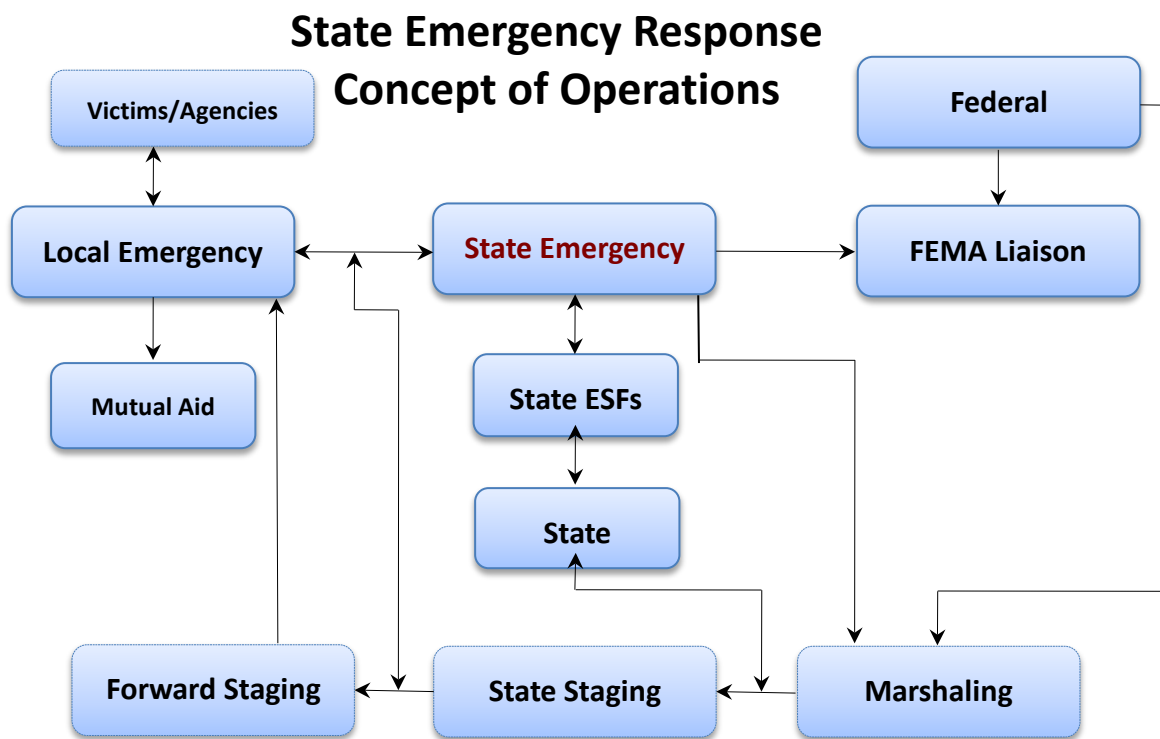 State Emergency Response
Concept of Operations
Victims/Agencies
Federal
Local Emergency
State Emergency
FEMA Liaison
Mutual Aid
State ESFs
State
Forward Staging
State Staging
Marshaling